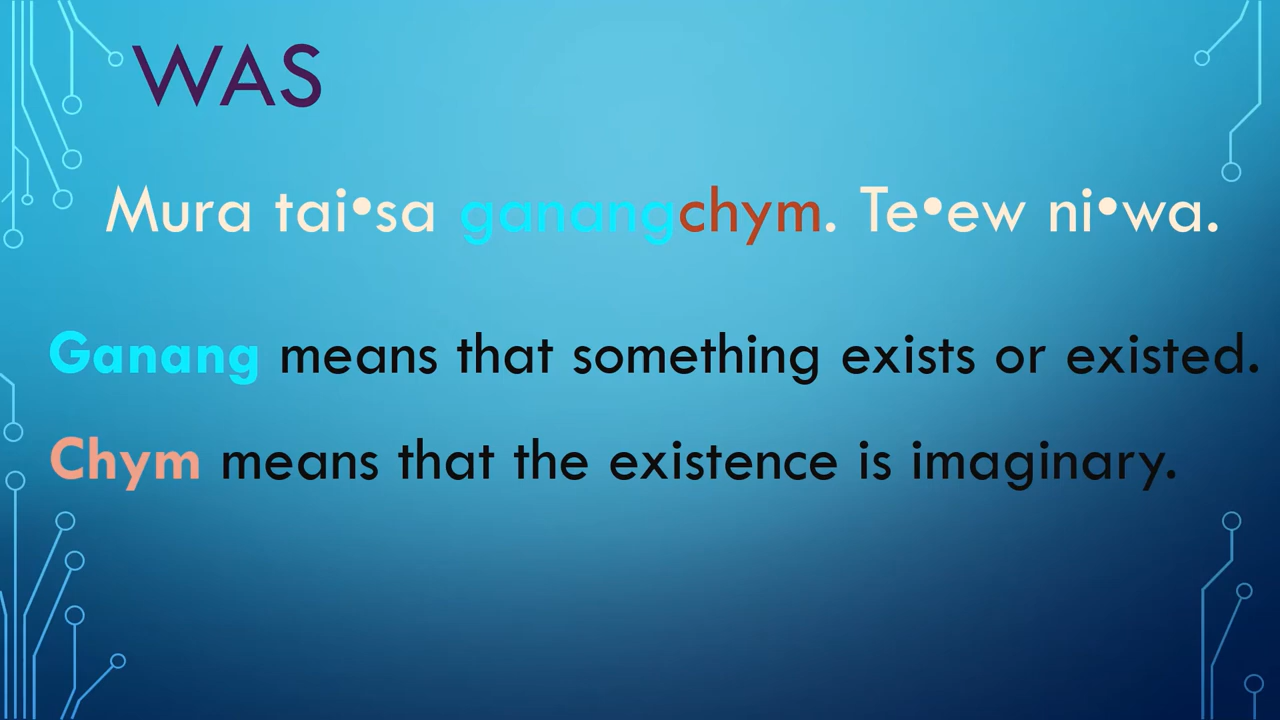 WAS
Mura tai•sa ganangchym. Te•ew ni•wa.
Ganang means that something exists or existed.
Chym means that the existence is imaginary.